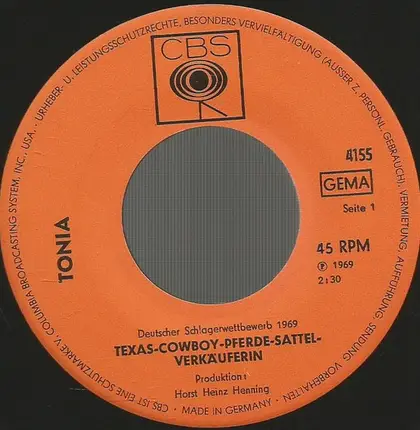 CBS
4155
GEMA
Seite 1
45 RPM
℗ 1969
2:30
TONIA
Deutscher Schlagerwettbewerb 1969
TEXAS-COWBOY-PFERDE-SATTEL-
VERKÄUFERIN
Produktion:
Horst Heinz Henning
MADE IN GERMANY
CBS IST EINE SCHUTZMARKE V. COLUMBIA BROADCASTING SYSTEM, INC. USA. URHEBER- U. LEISTUNGSSCHUTZRECHTE, BESONDERS VERVIELFÄLTIGUNG (AUSSER Z. PERSÖNL. GEBRAUCH), VERMIETUNG, AUFFÜHRUNG, SENDUNG VORBEHALTEN